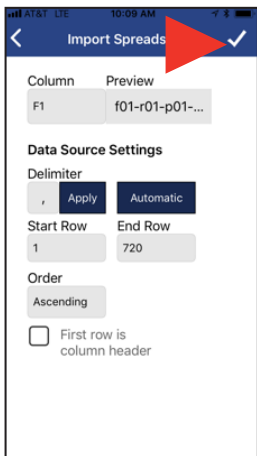 AT&T LTE 10:09 AM
Import Spreads
Column Preview
F1 f01-r01-p01-...
Data Source Settings
Delimiter
, Apply Automatic
Start Row End Row
1 720
Order
Ascending
First row is
column header